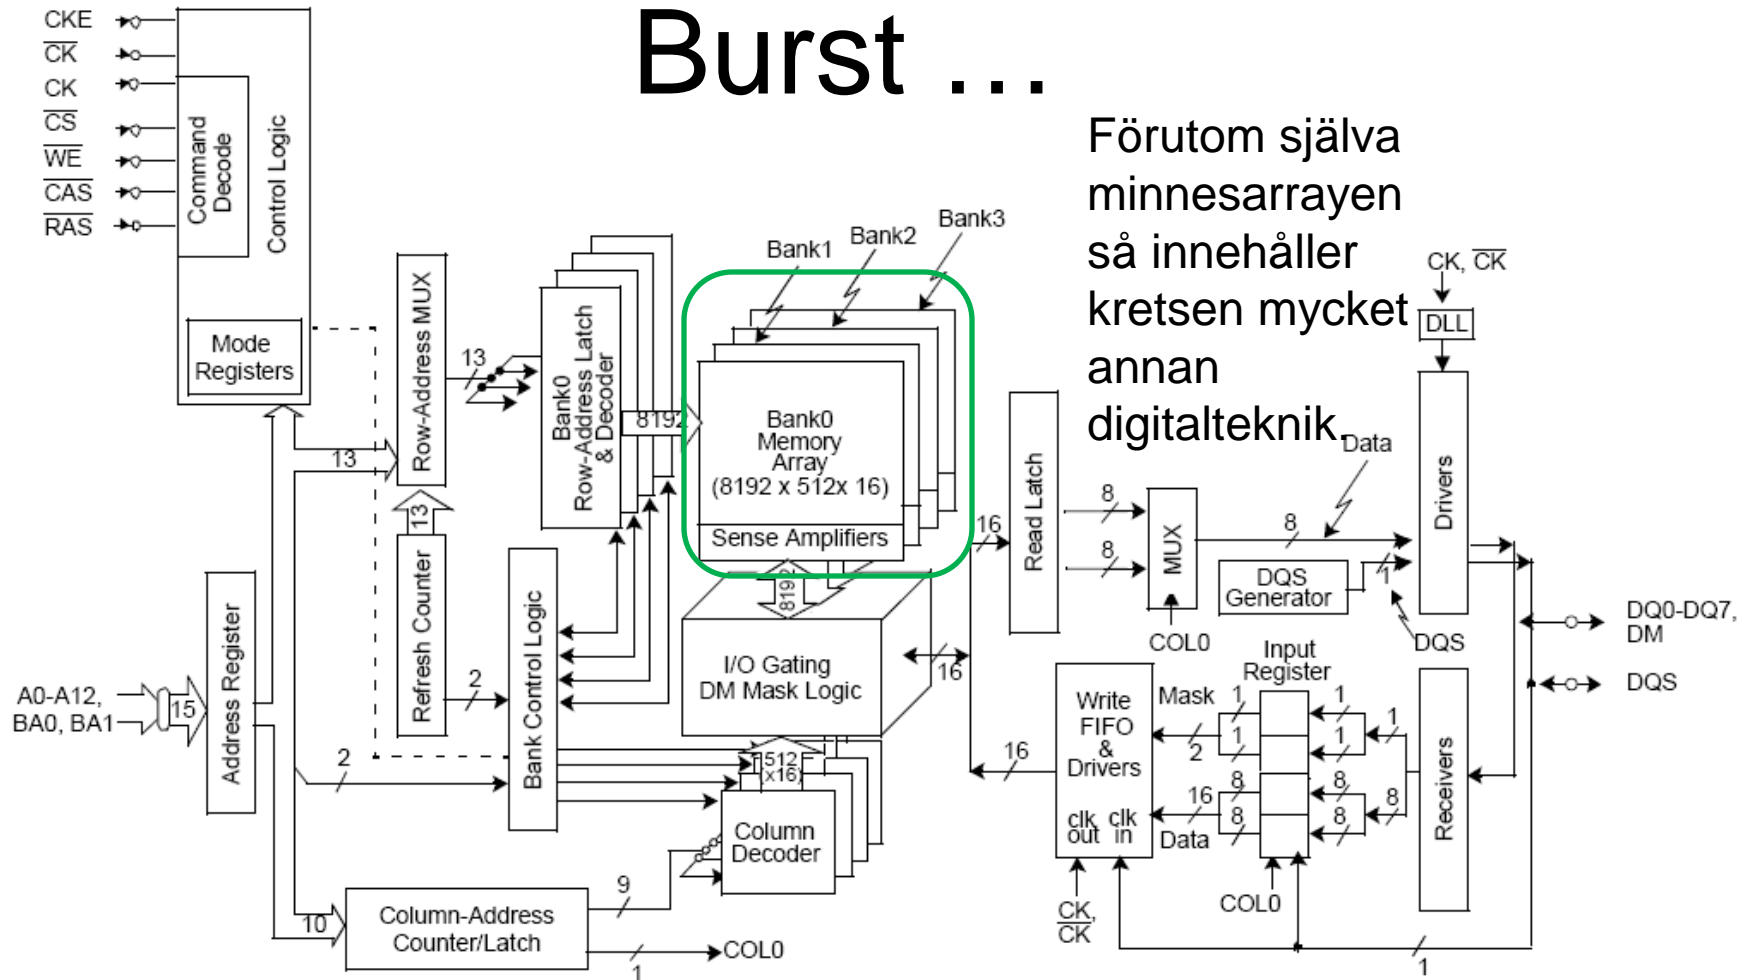 Burst ...
Förutom själva
minnesarrayen
så innehåller
kretsen mycket
annan
digitalteknik.
CKE
CK
CK
CS
WE
CAS
RAS
Command
Decode
Control Logic
Mode
Registers
Row-Address MUX
13
13
13
Refresh Counter
Bank0
Row-Address Latch
& Decoder
8192
Bank1
Bank2
Bank3
Bank0
Memory
Array
(8192 x 512x 16)
Sense Amplifiers
8192
I/O Gating
DM Mask Logic
16
16
Bank Control Logic
2
2
A0-A12,
BA0, BA1
15
Address Register
512
(x16)
Column
Decoder
9
10
Column-Address
Counter/Latch
COL0
1
Read Latch
8
8
MUX
COL0
8
Data
DQS
Generator
1
DQS
CK, CK
DLL
Drivers
DQ0-DQ7,
DM
DQS
Input
Register
Write
FIFO
&
Drivers
clk
out
clk
in
Mask
1
1
2
1
1
1
16
Data
8
8
8
8
8
16
Receivers
COL0
CK,
CK
1